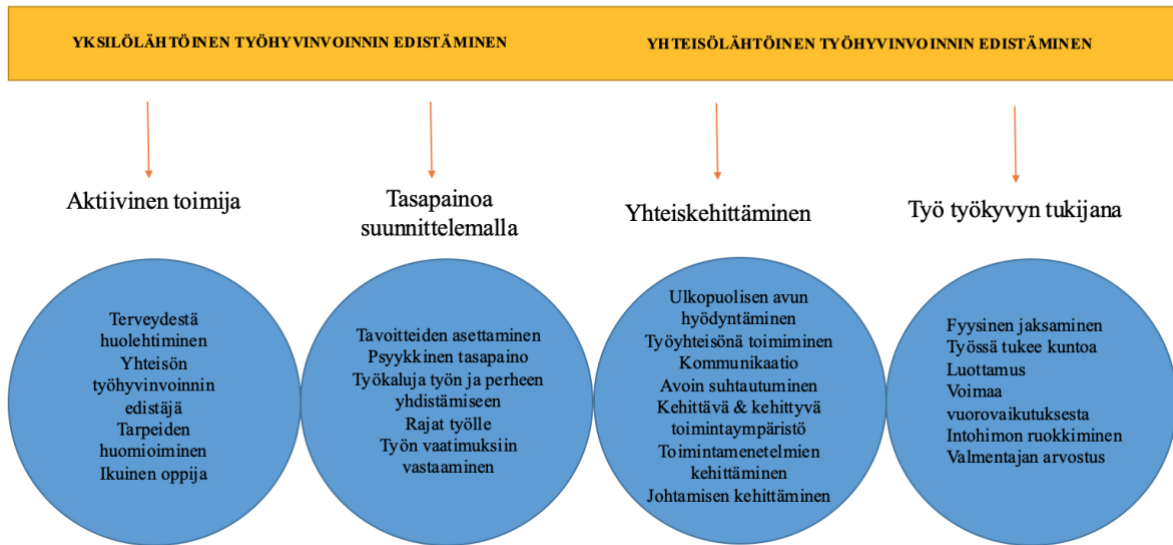 YKSILÖLÄHTÖINEN TYÖHYVINVOINNIN EDISTÄMINEN
YHTEISÖLÄHTÖINEN TYÖHYVINVOINNIN EDISTÄMINEN
Aktiivinen toimija
Terveydestä
huolehtiminen
Yhteisön
työhyvinvoinnin
edistäjä
Tarpeiden
huomioiminen
Ikuinen oppija
Tasapainoa
suunnittelemalla
Tavoitteiden asettaminen
Psyykkinen tasapaino
Työkaluja työn ja perheen
yhdistämiseen
Rajat työlle
Työn vaatimuksiin
vastaaminen
Yhteiskehittäminen
Ulkopuolisen avun
hyödyntäminen
Työyhteisönä toimiminen
Kommunikaatio
Avoin suhtautuminen
Kehittävä & kehittyvä
toimintaympäristö
Toimintamenetelmien
kehittäminen
Johtamisen kehittäminen
Työ työkyvyn tukijana
Fyysinen jaksaminen
Työssä tukee kuntoa
Luottamus
Voimaa
vuorovaikutuksesta
Intohimon ruokkiminen
Valmentajan arvostus